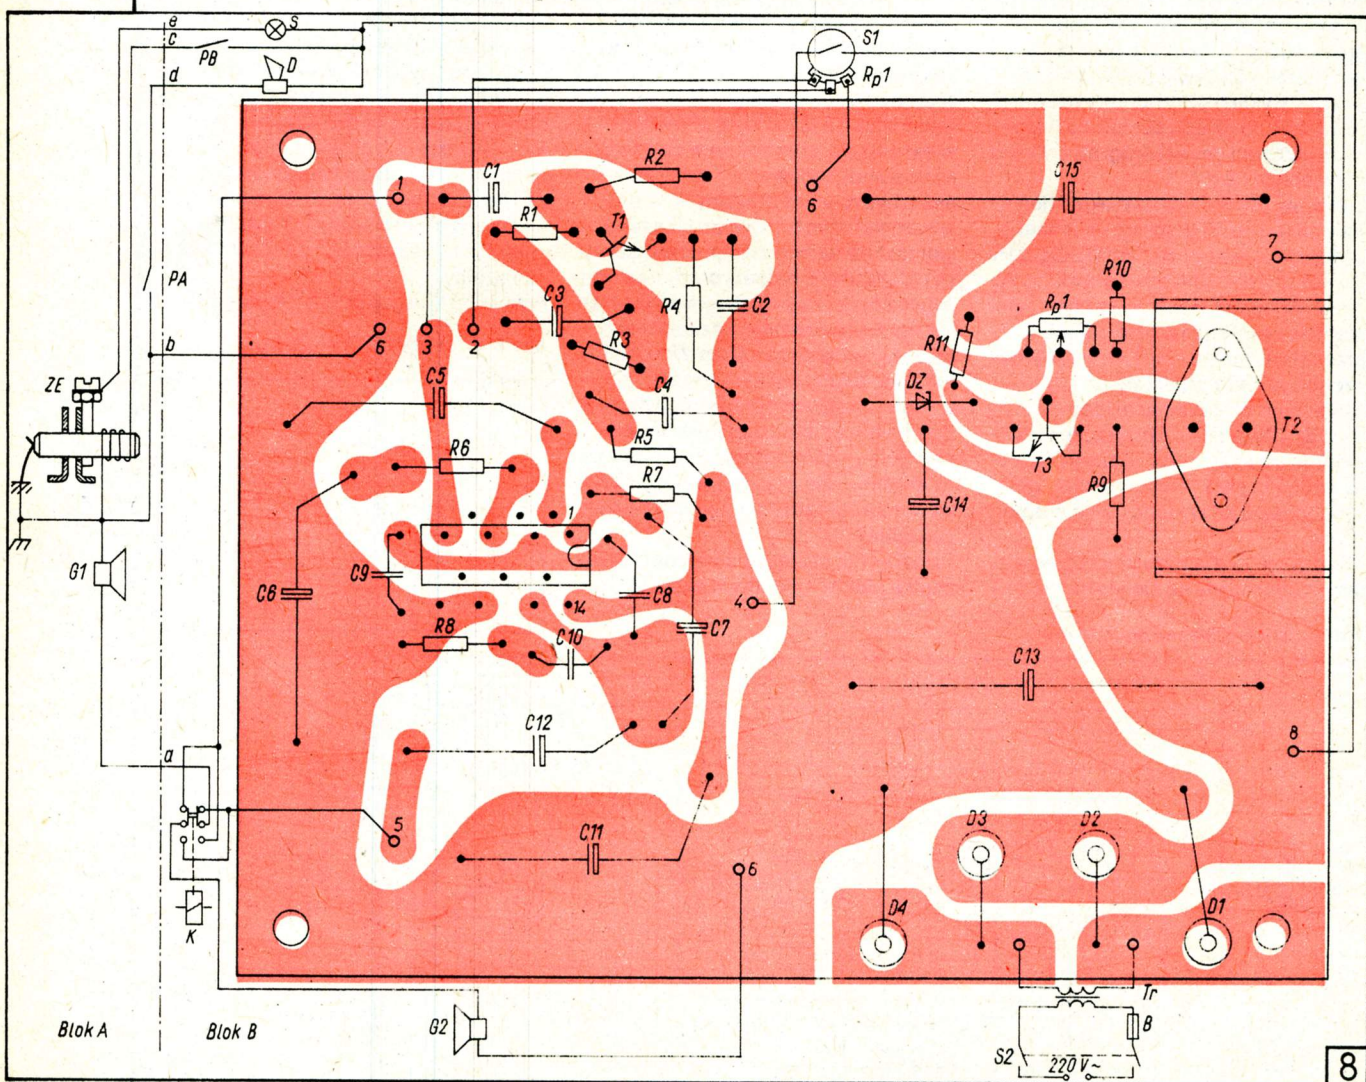 e
S
c
PB
d
D
S1
Rp1
1
C1
R2
6
C15
R1
T1
7
PA
C3
R4
C2
R10
Rp1
b
6
3
2
R3
R11
ZE
C5
C4
DZ
T2
R6
R5
T3
R7
R9
1
C14
G1
C9
C6
C8
4
14
C7
R8
C10
C13
C12
8
a
5
C11
D3
D2
6
K
D4
D1
Tr
Blok A
Blok B
G2
B
S2
220 V~
8